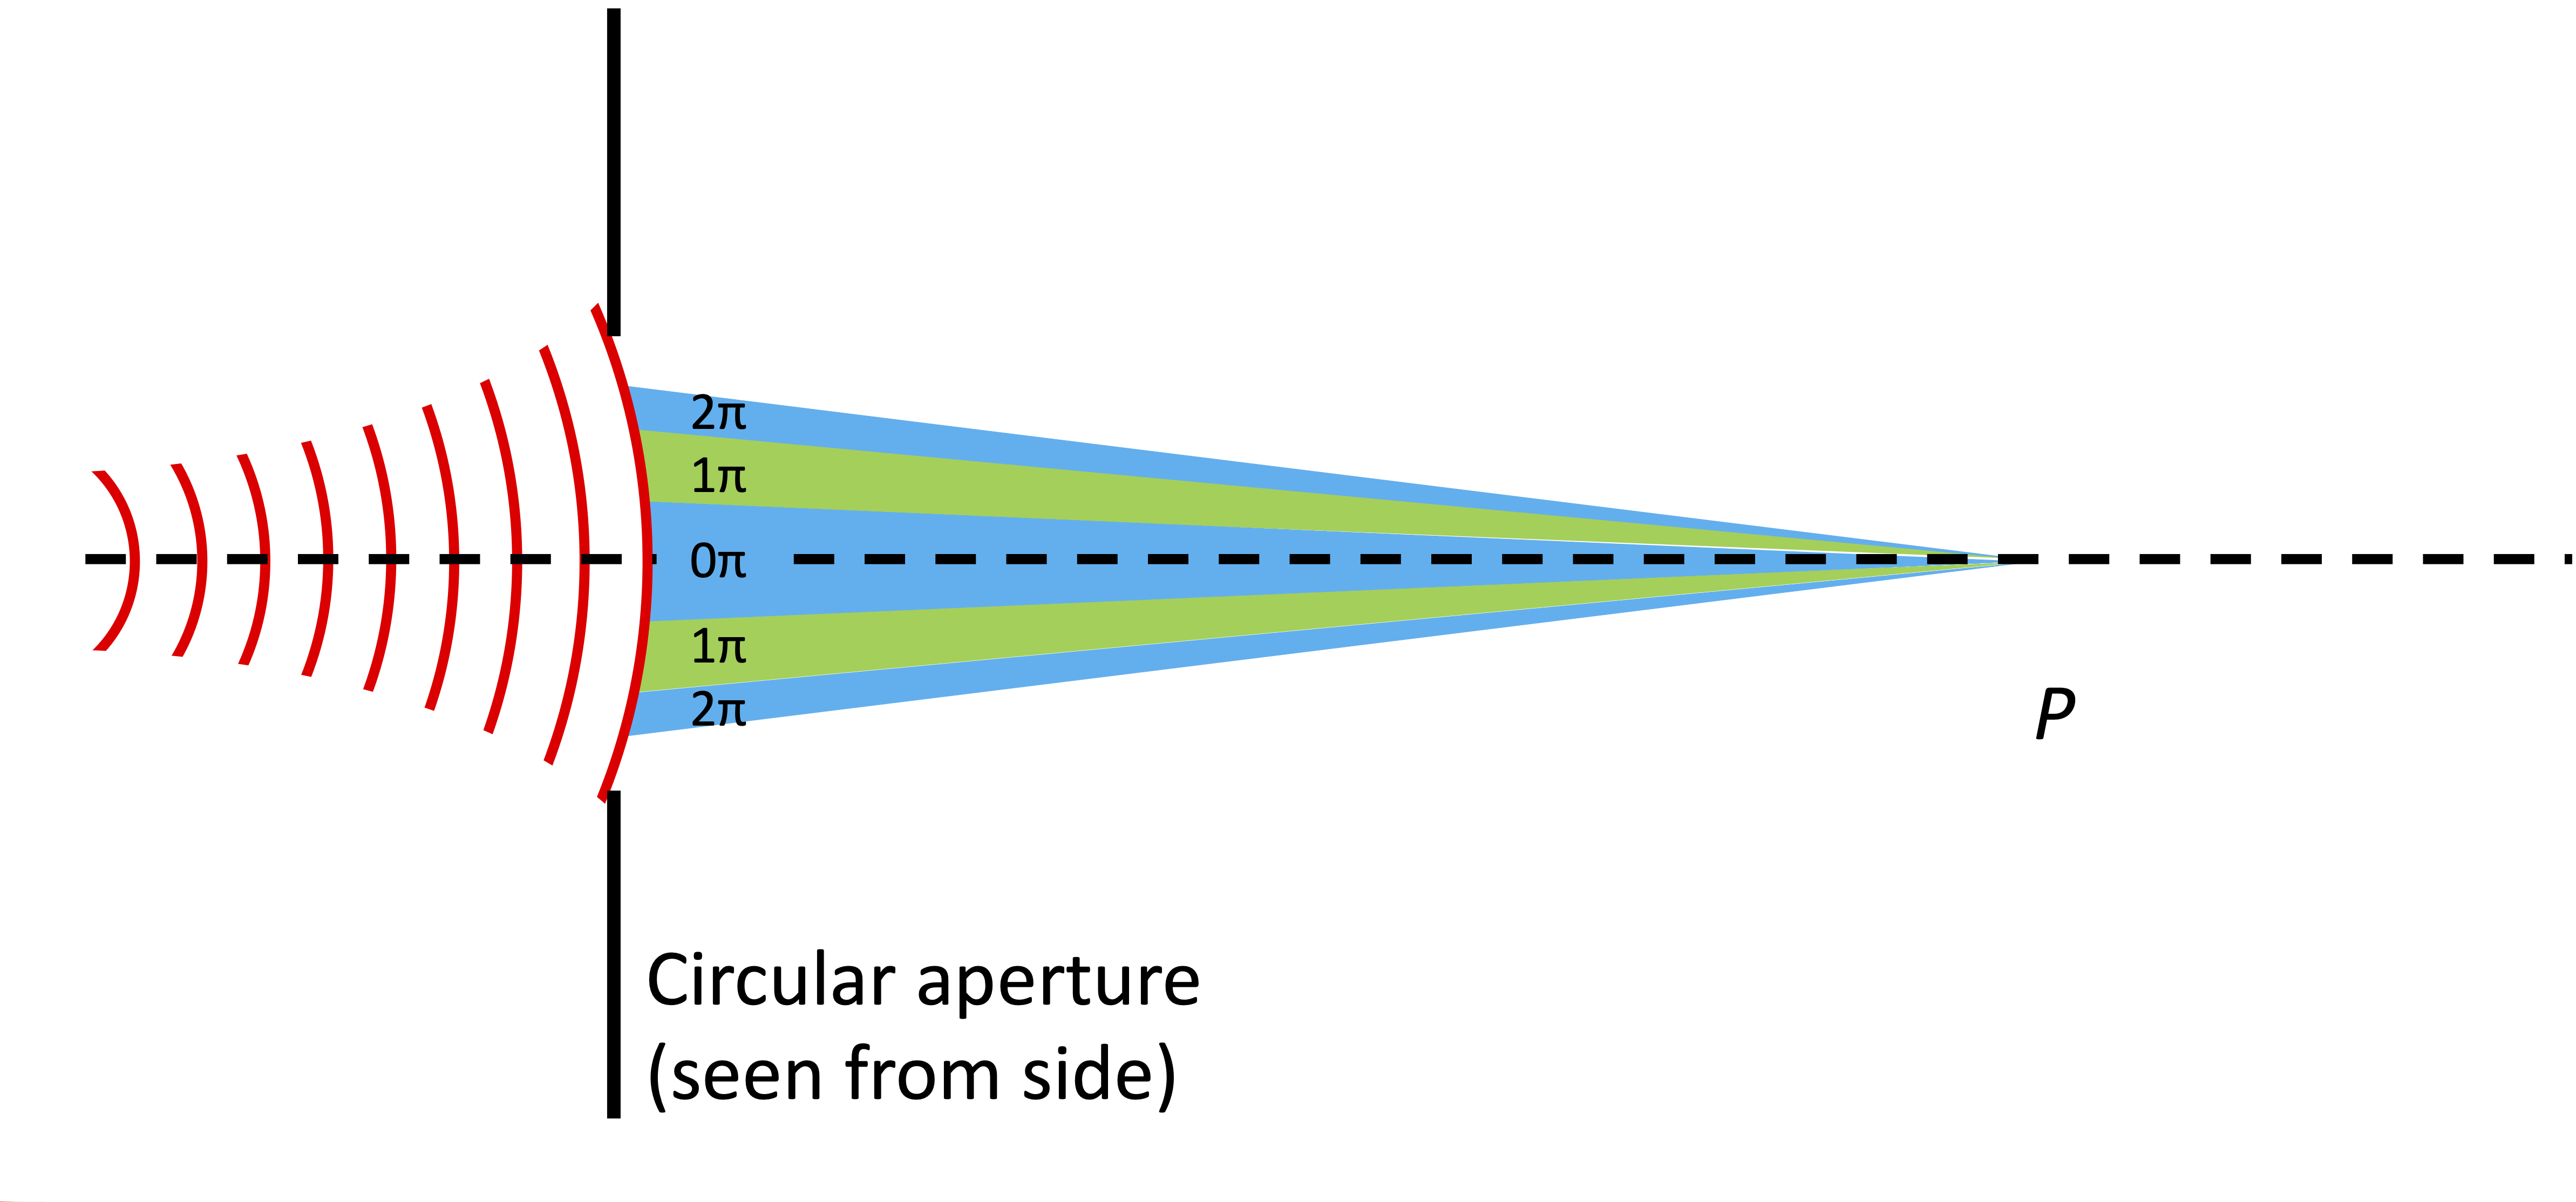 2π
1π
0π
1π
2π
P
Circular aperture
(seen from side)